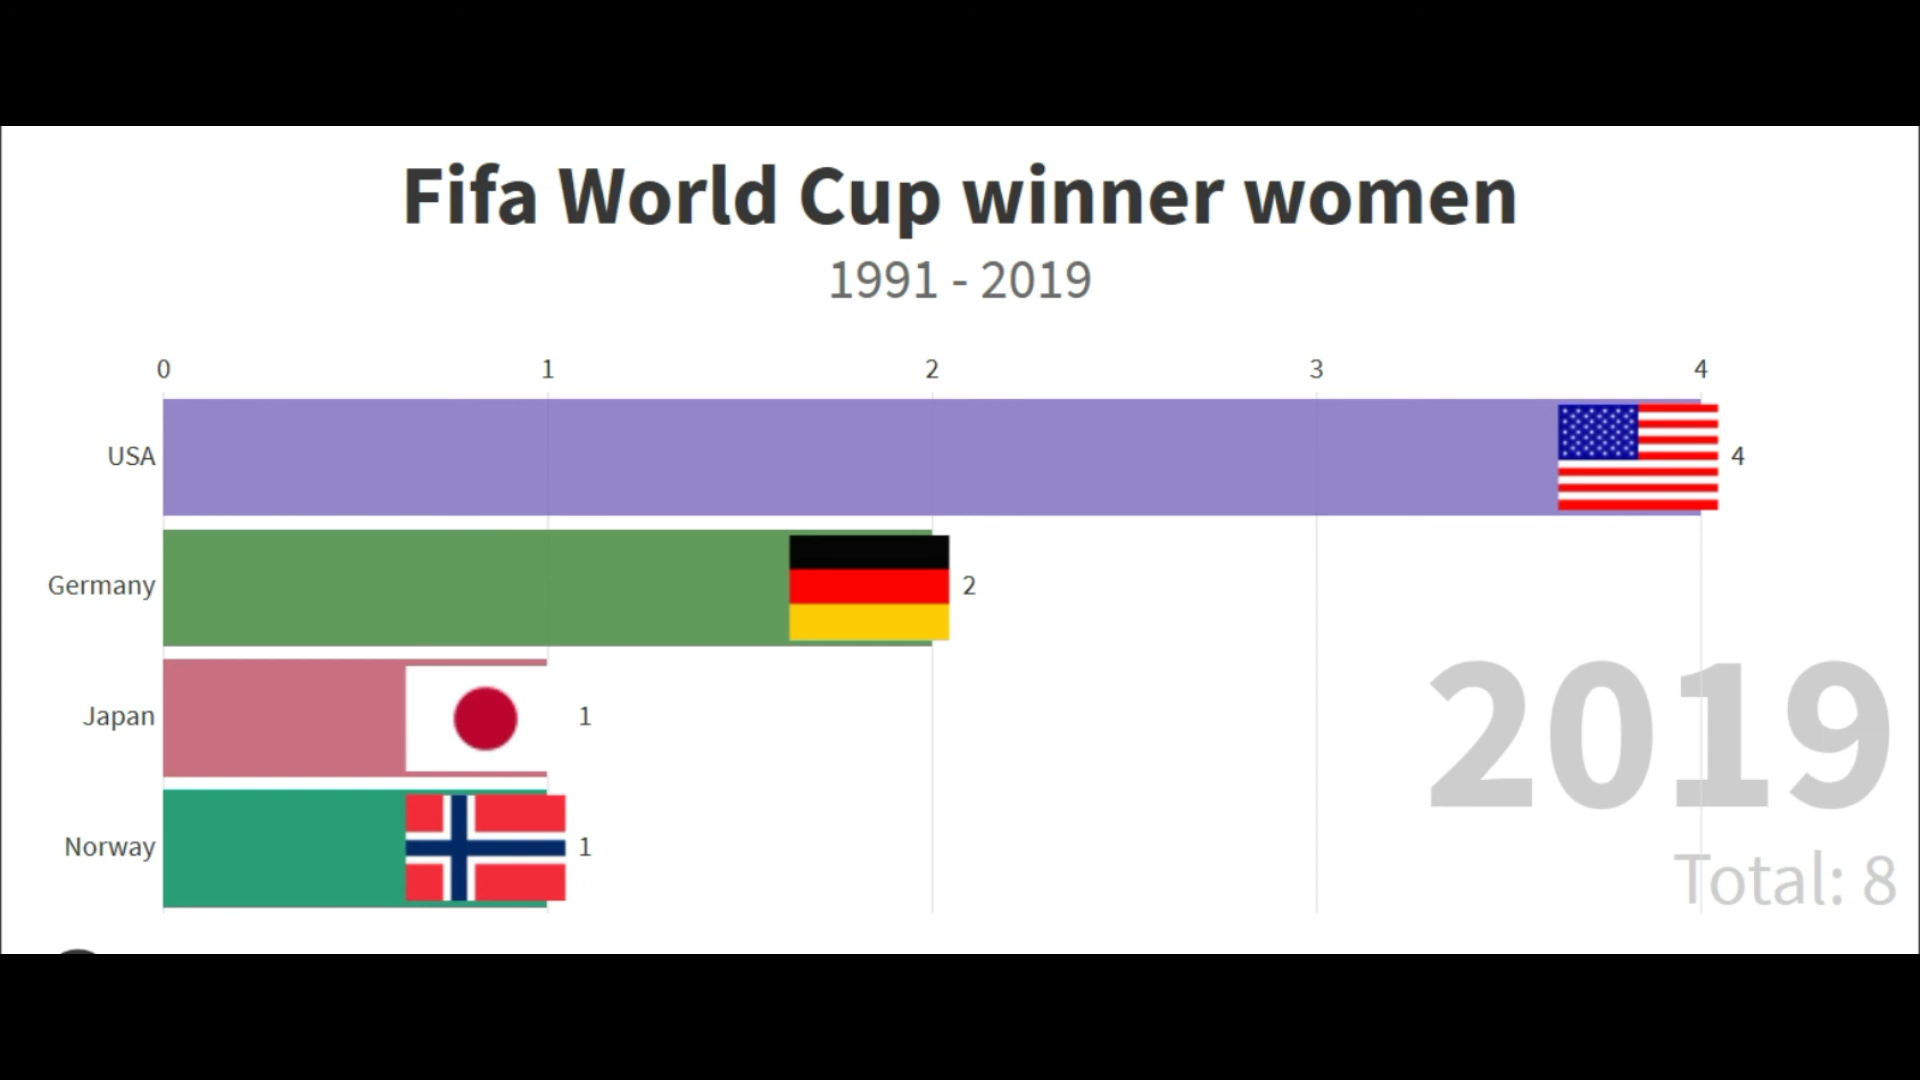 Fifa World Cup winner women
1991 - 2019
0 1 2 3 4
USA 4
Germany 2
Japan 1
Norway 1
2019
Total: 8